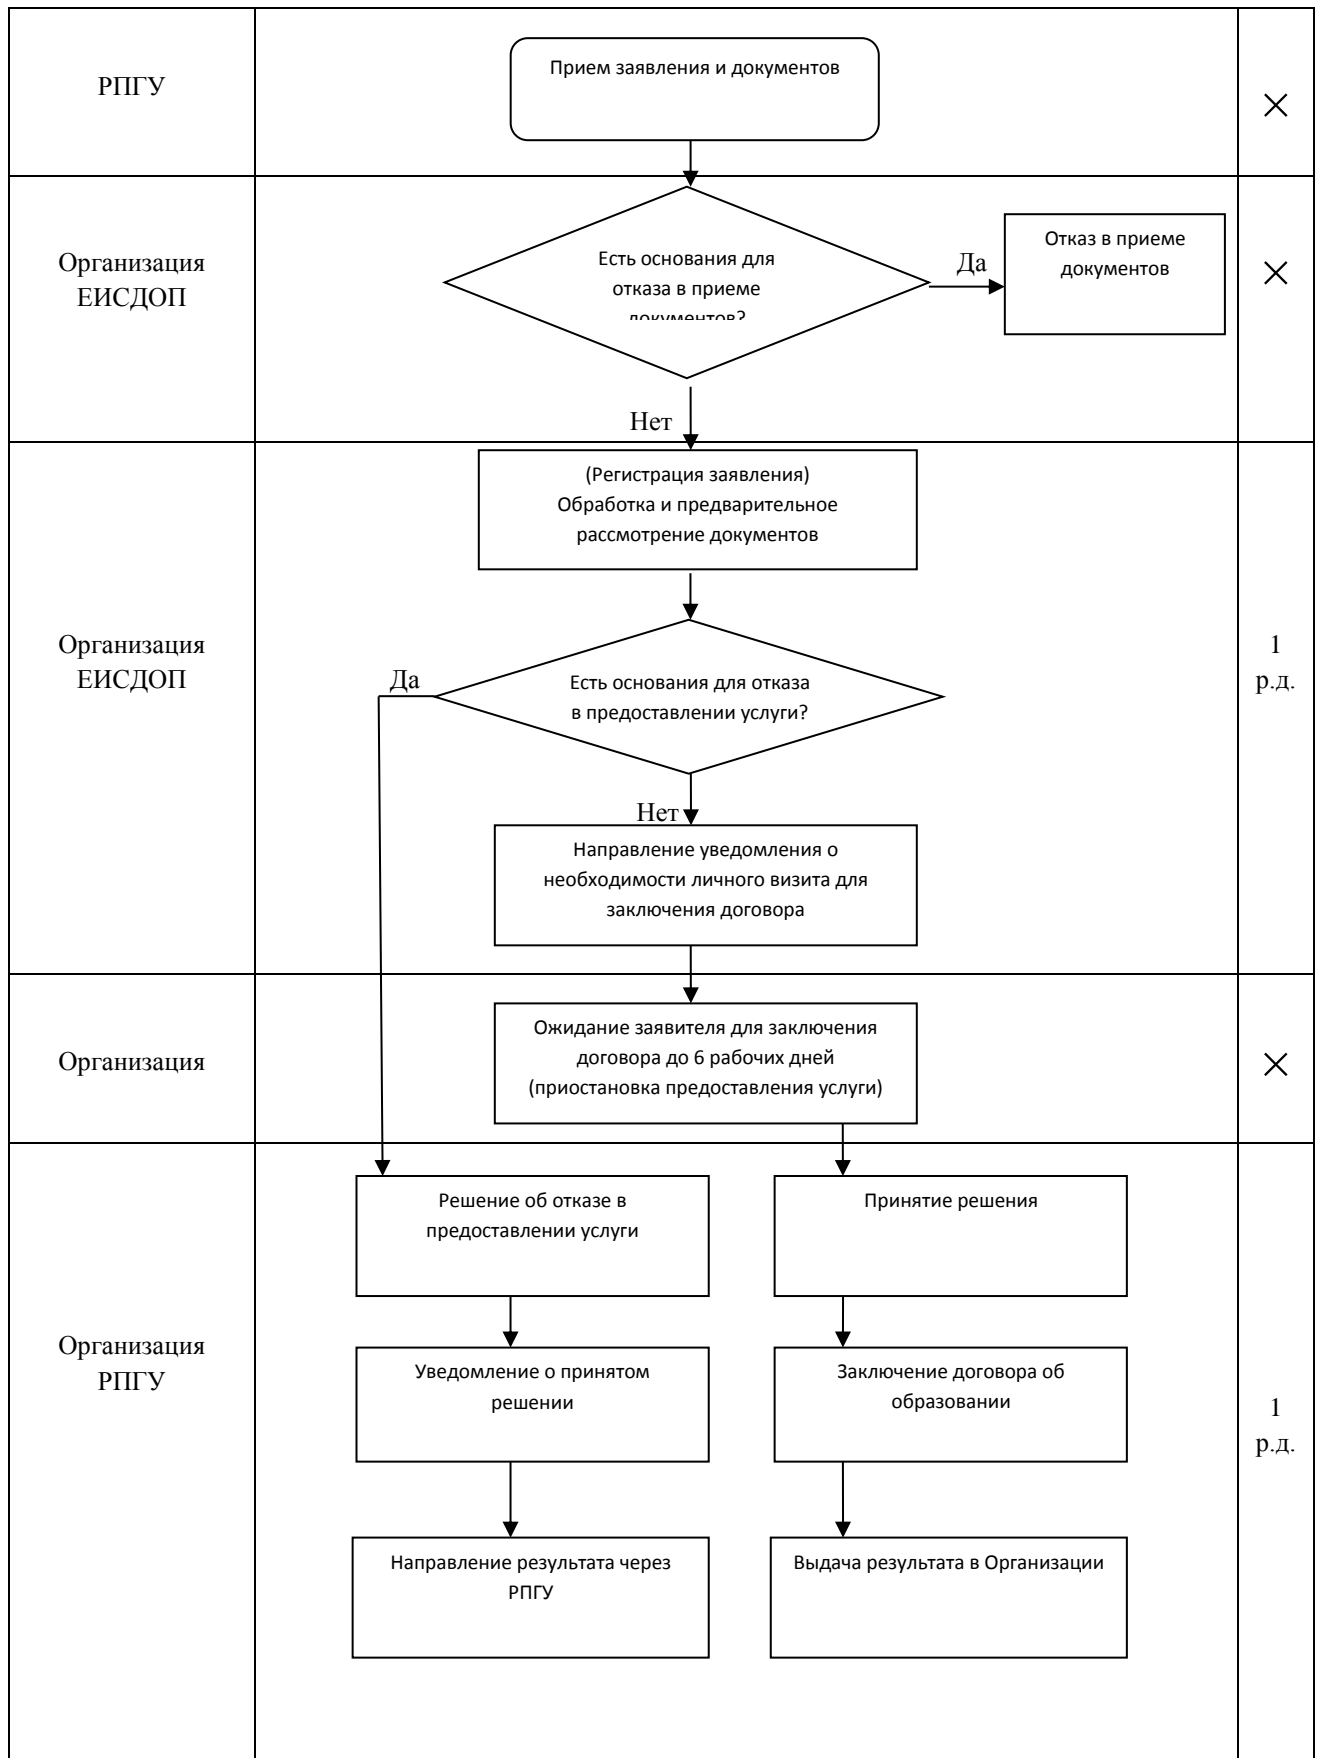 РПГУ
Прием заявления и документов
×
Организация
ЕИСДОП
Есть основания для
отказа в приеме
документов?
Да
Отказ в приеме
документов
×
Нет
Организация
ЕИСДОП
(Регистрация заявления)
Обработка и предварительное
рассмотрение документов
Да
Есть основания для отказа
в предоставлении услуги?
Нет
Направление уведомления о
необходимости личного визита для
заключения договора
1
р.д.
Организация
Ожидание заявителя для заключения
договора до 6 рабочих дней
(приостановка предоставления услуги)
×
Организация
РПГУ
Решение об отказе в
предоставлении услуги
Принятие решения
Уведомление о принятом
решении
Заключение договора об
образовании
Направление результата через
РПГУ
Выдача результата в Организации
1
р.д.